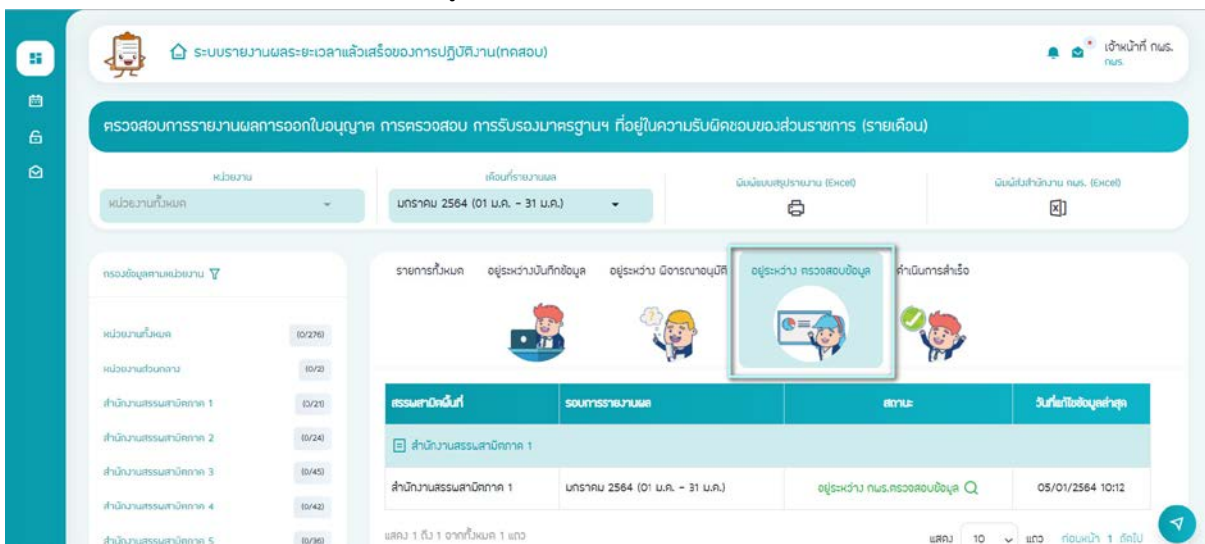 ระบบรายงานผลระยะเวลาแล้วเสร็จของการปฏิบัติงาน(ทดสอบ)
เจ้าหน้าที่ กพร.
กพร.
ตรวจสอบการรายงานผลการออกใบอนุญาต การตรวจสอบ การรับรองมาตรฐานฯ ที่อยู่ในความรับผิดชอบของส่วนราชการ (รายเดือน)
หน่วยงาน
หน่วยงานทั้งหมด
เดือนที่รายงานผล
มกราคม 2564 (01 ม.ค. - 31 ม.ค.)
พิมพ์แบบสรุปรายงาน (Excel)
พิมพ์ส่งสำนักงาน กพร. (Excel)
กรองข้อมูลตามหน่วยงาน
หน่วยงานทั้งหมด (0/276)
หน่วยงานส่วนกลาง (0/2)
สำนักงานสรรพสามิตภาค 1 (0/21)
สำนักงานสรรพสามิตภาค 2 (0/24)
สำนักงานสรรพสามิตภาค 3 (0/45)
สำนักงานสรรพสามิตภาค 4 (0/42)
สำนักงานสรรพสามิตภาค 5 (0/36)
รายการทั้งหมด อยู่ระหว่างบันทึกข้อมูล อยู่ระหว่าง พิจารณาอนุมัติ อยู่ระหว่าง ตรวจสอบข้อมูล ดำเนินการสำเร็จ
สรรพสามิตพื้นที่ รอบการรายงานผล สถานะ วันที่แก้ไขข้อมูลล่าสุด
สำนักงานสรรพสามิตภาค 1
สำนักงานสรรพสามิตภาค 1 มกราคม 2564 (01 ม.ค. - 31 ม.ค.) อยู่ระหว่าง กพร.ตรวจสอบข้อมูล 05/01/2564 10:12
แสดง 1 ถึง 1 จากทั้งหมด 1 แถว
แสดง 10 แถว ก่อนหน้า 1 ถัดไป